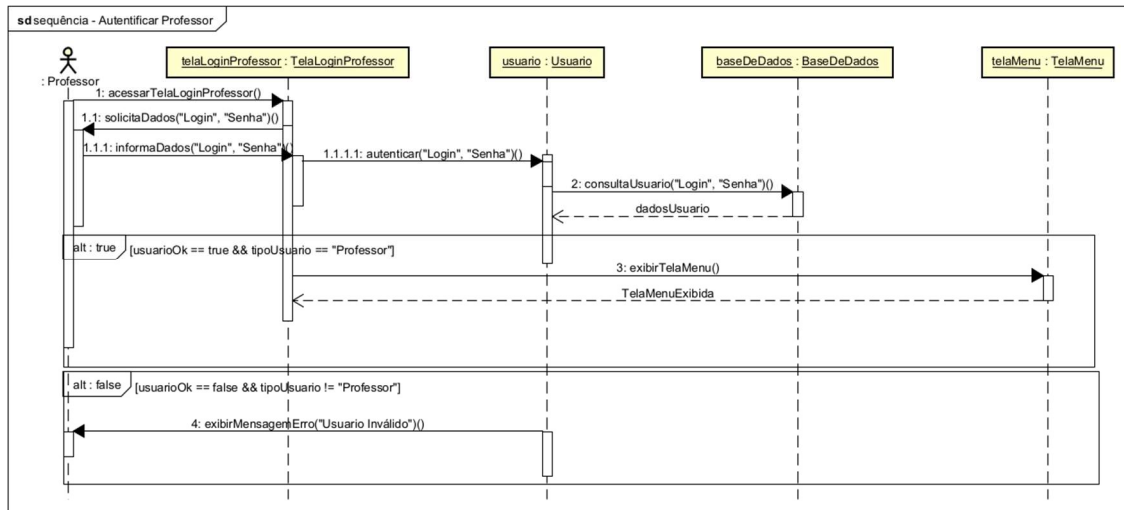 sd sequência - Autentificar Professor
: Professor
telaLoginProfessor : TelaLoginProfessor
usuario : Usuario
baseDeDados : BaseDeDados
telaMenu : TelaMenu
1: acessarTelaLoginProfessor()
1.1: solicitaDados("Login", "Senha")()
1.1.1: informaDados("Login", "Senha")()
1.1.1.1: autenticar("Login", "Senha")()
2: consultaUsuario("Login", "Senha")()
dadosUsuario
alt : true
[usuarioOk == true && tipoUsuario == "Professor"]
3: exibirTelaMenu()
TelaMenuExibida
alt : false
[usuarioOk == false && tipoUsuario != "Professor"]
4: exibirMensagemErro("Usuario Inválido")()